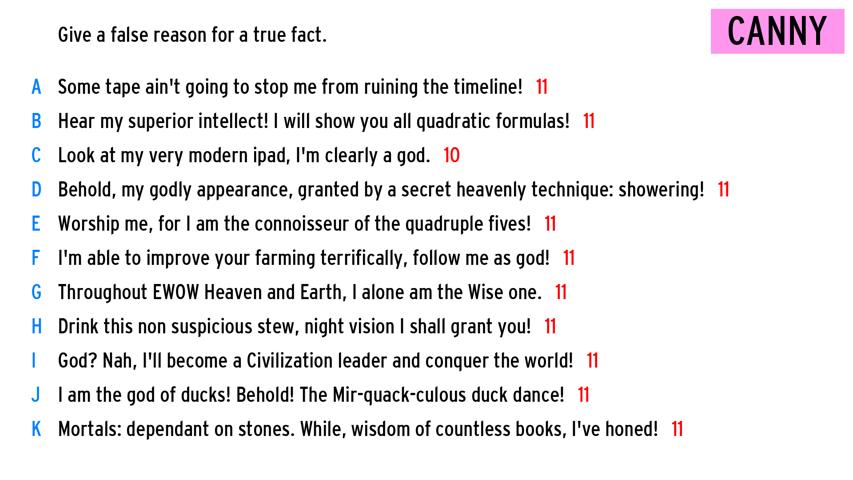 Give a false reason for a true fact.
CANNY
A Some tape ain't going to stop me from ruining the timeline! 11
B Hear my superior intellect! I will show you all quadratic formulas! 11
C Look at my very modern ipad, I'm clearly a god. 10
D Behold, my godly appearance, granted by a secret heavenly technique: showering! 11
E Worship me, for I am the connoisseur of the quadruple fives! 11
F I'm able to improve your farming terrifically, follow me as god! 11
G Throughout EWOW Heaven and Earth, I alone am the Wise one. 11
H Drink this non suspicious stew, night vision I shall grant you! 11
I God? Nah, I'll become a Civilization leader and conquer the world! 11
J I am the god of ducks! Behold! The Mir-quack-culous duck dance! 11
K Mortals: dependant on stones. While, wisdom of countless books, I've honed! 11